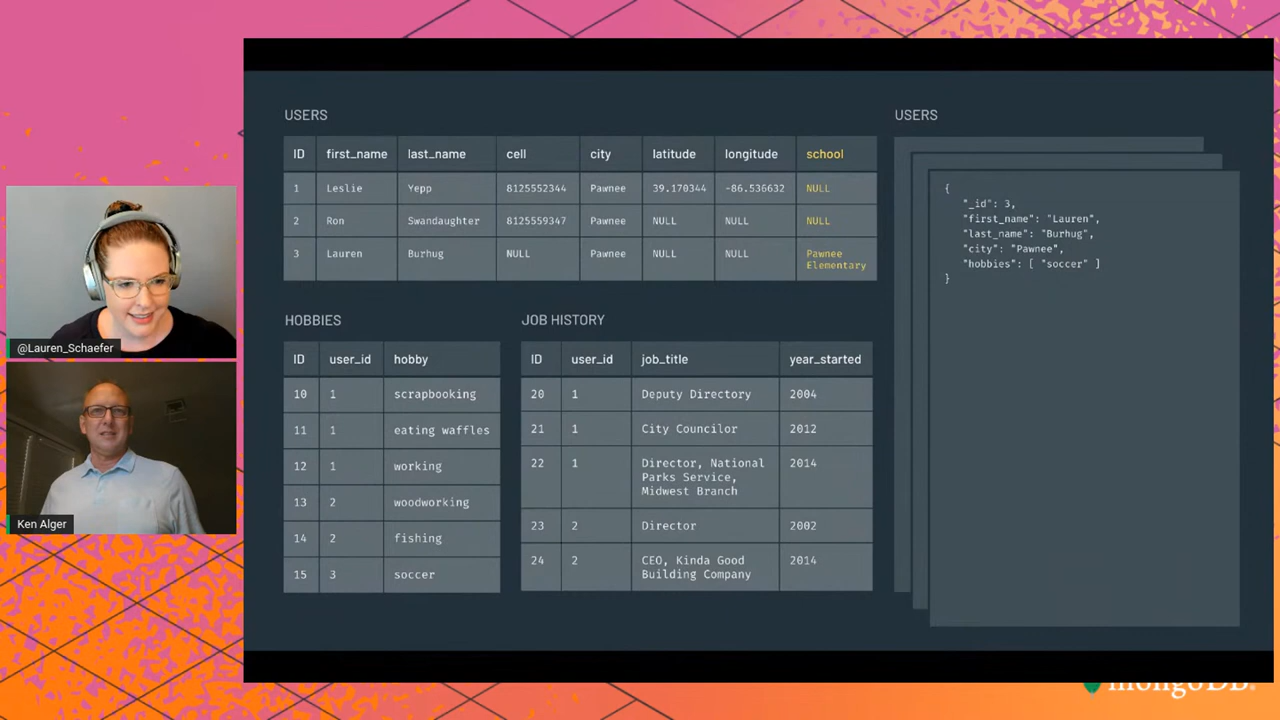 USERS
ID first_name last_name cell city latitude longitude school
1 Leslie Yepp 8125552344 Pawnee 39.170344 -86.536632 NULL
2 Ron Swandaughter 8125559347 Pawnee NULL NULL NULL
3 Lauren Burhug NULL Pawnee NULL NULL Pawnee
Elementary
HOBBIES
ID user_id hobby
10 1 scrapbooking
11 1 eating waffles
12 1 working
13 2 woodworking
14 2 fishing
15 3 soccer
JOB HISTORY
ID user_id job_title year_started
20 1 Deputy Directory 2004
21 1 City Councilor 2012
22 1 Director, National 2014
Parks Service,
Midwest Branch
23 2 Director 2002
24 2 CEO, Kinda Good 2014
Building Company
USERS
{
"_id": 3,
"first_name": "Lauren",
"last_name": "Burhug",
"city": "Pawnee",
"hobbies": [ "soccer" ]
}
@Lauren_Schaefer
Ken Alger
mongoDB.